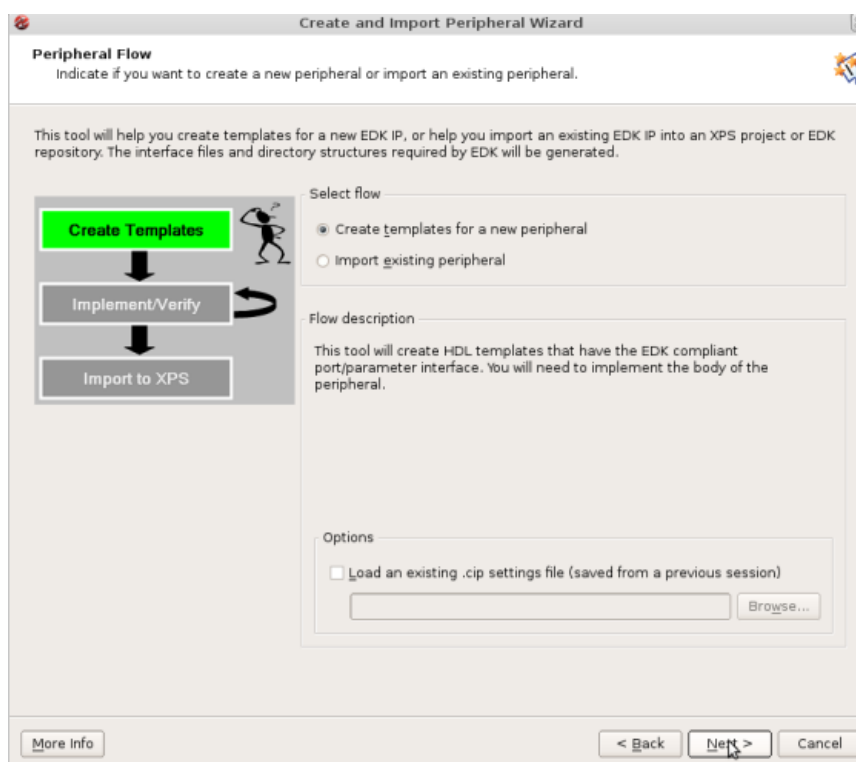 Create and Import Peripheral Wizard
Peripheral Flow
Indicate if you want to create a new peripheral or import an existing peripheral.
This tool will help you create templates for a new EDK IP, or help you import an existing EDK IP into an XPS project or EDK
repository. The interface files and directory structures required by EDK will be generated.
Create Templates
?
Implement/Verify
Import to XPS
Select flow
Create templates for a new peripheral
Import existing peripheral
Flow description
This tool will create HDL templates that have the EDK compliant
port/parameter interface. You will need to implement the body of the
peripheral.
Options
Load an existing .cip settings file (saved from a previous session)
Browse...
More Info
< Back
Next >
Cancel